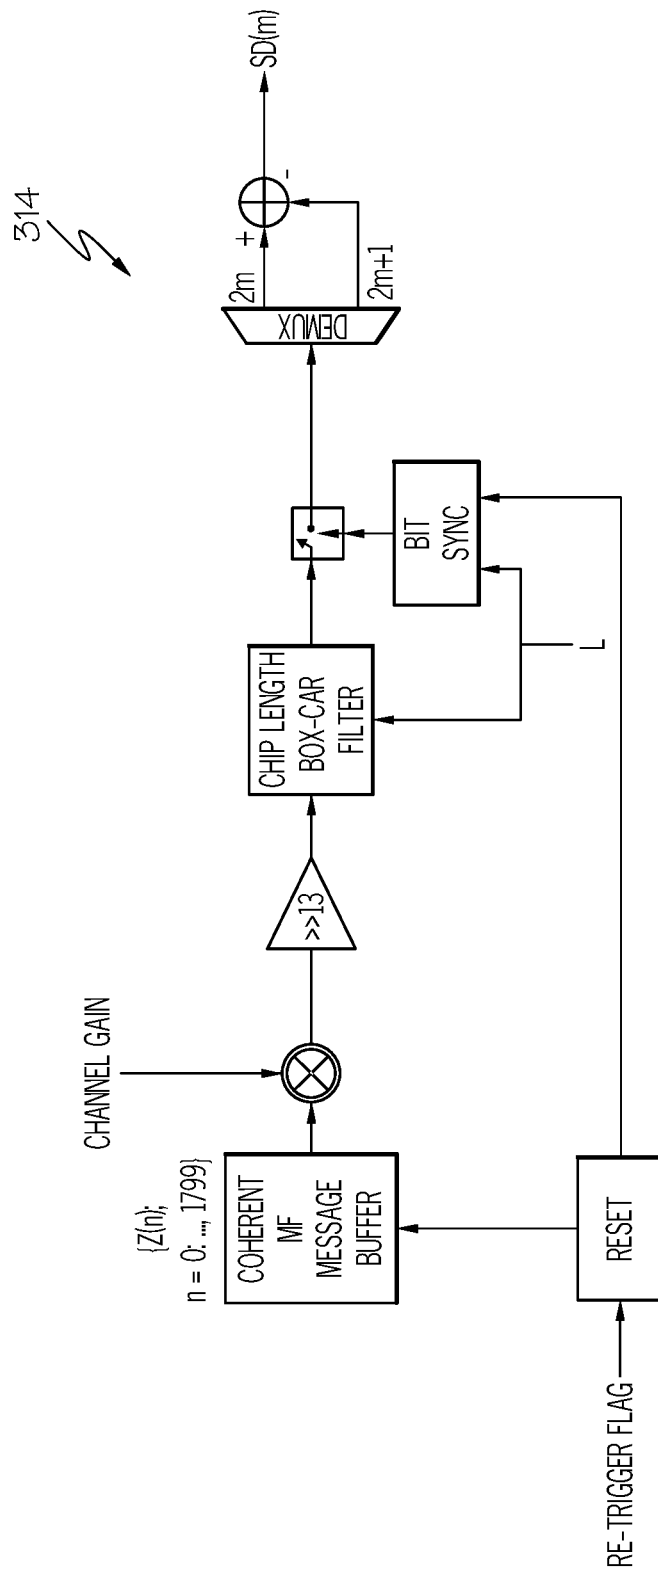 314
{Z(n);
n = 0: ..., 1799}
COHERENT
MF
MESSAGE
BUFFER
CHANNEL GAIN
>>13
CHIP LENGTH
BOX-CAR
FILTER
BIT
SYNC
L
DEMUX
2m
+
2m+1
-
SD(m)
RE-TRIGGER FLAG
RESET